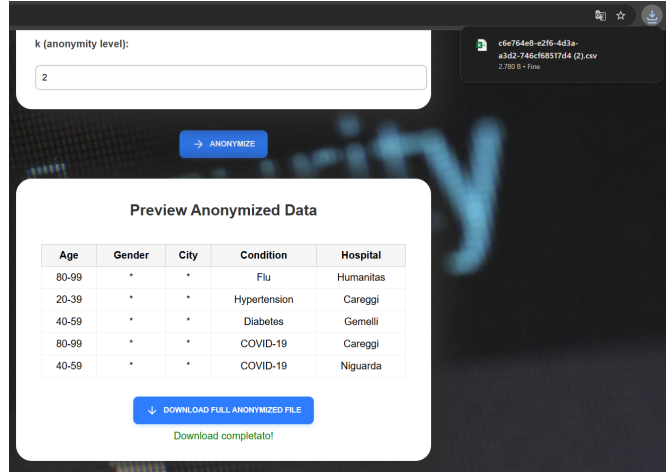 k (anonymity level):
2
ANONYMIZE
Preview Anonymized Data
Age Gender City Condition Hospital
80-99 * * Flu Humanitas
20-39 * * Hypertension Careggi
40-59 * * Diabetes Gemelli
80-99 * * COVID-19 Careggi
40-59 * * COVID-19 Niguarda
DOWNLOAD FULL ANONYMIZED FILE
Download completato!
c6e764e8-e2f6-4d3a-
a3d2-746cf68517d4 (2).csv
2.780 B • Fine